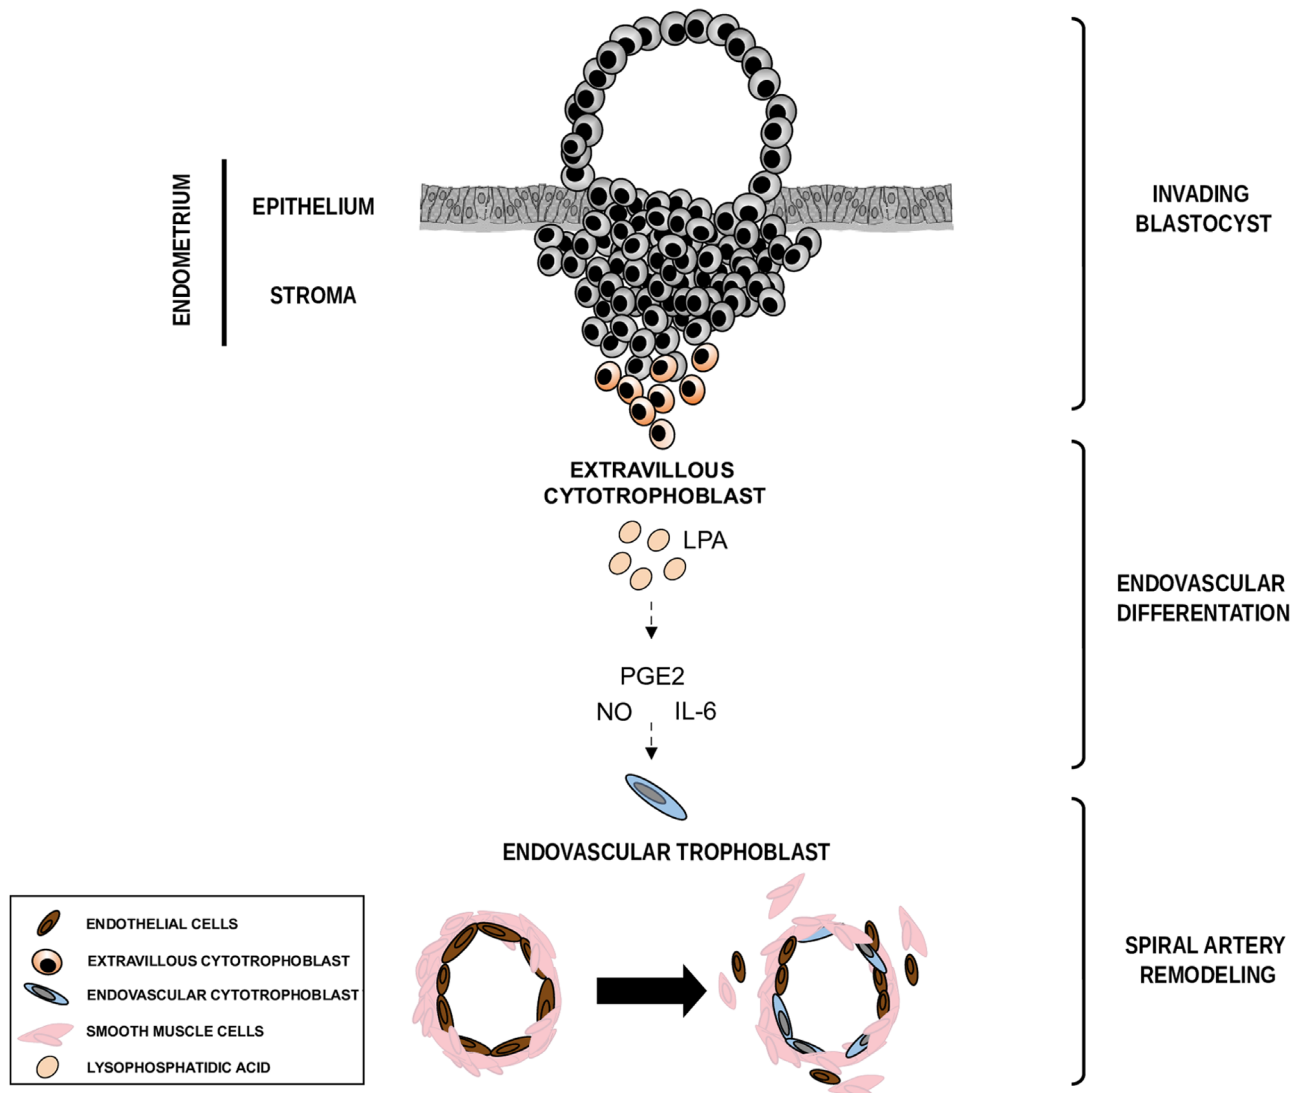 ENDOMETRIUM
EPITHELIUM
STROMA
INVADING
BLASTOCYST
EXTRAVILLOUS
CYTOTROPHOBLAST
LPA
PGE2
NO
IL-6
ENDOVASCULAR
DIFFERENTATION
ENDOVASCULAR TROPHOBLAST
ENDOTHELIAL CELLS
EXTRAVILLOUS CYTOTROPHOBLAST
ENDOVASCULAR CYTOTROPHOBLAST
SMOOTH MUSCLE CELLS
LYSOPHOSPHATIDIC ACID
SPIRAL ARTERY
REMODELING